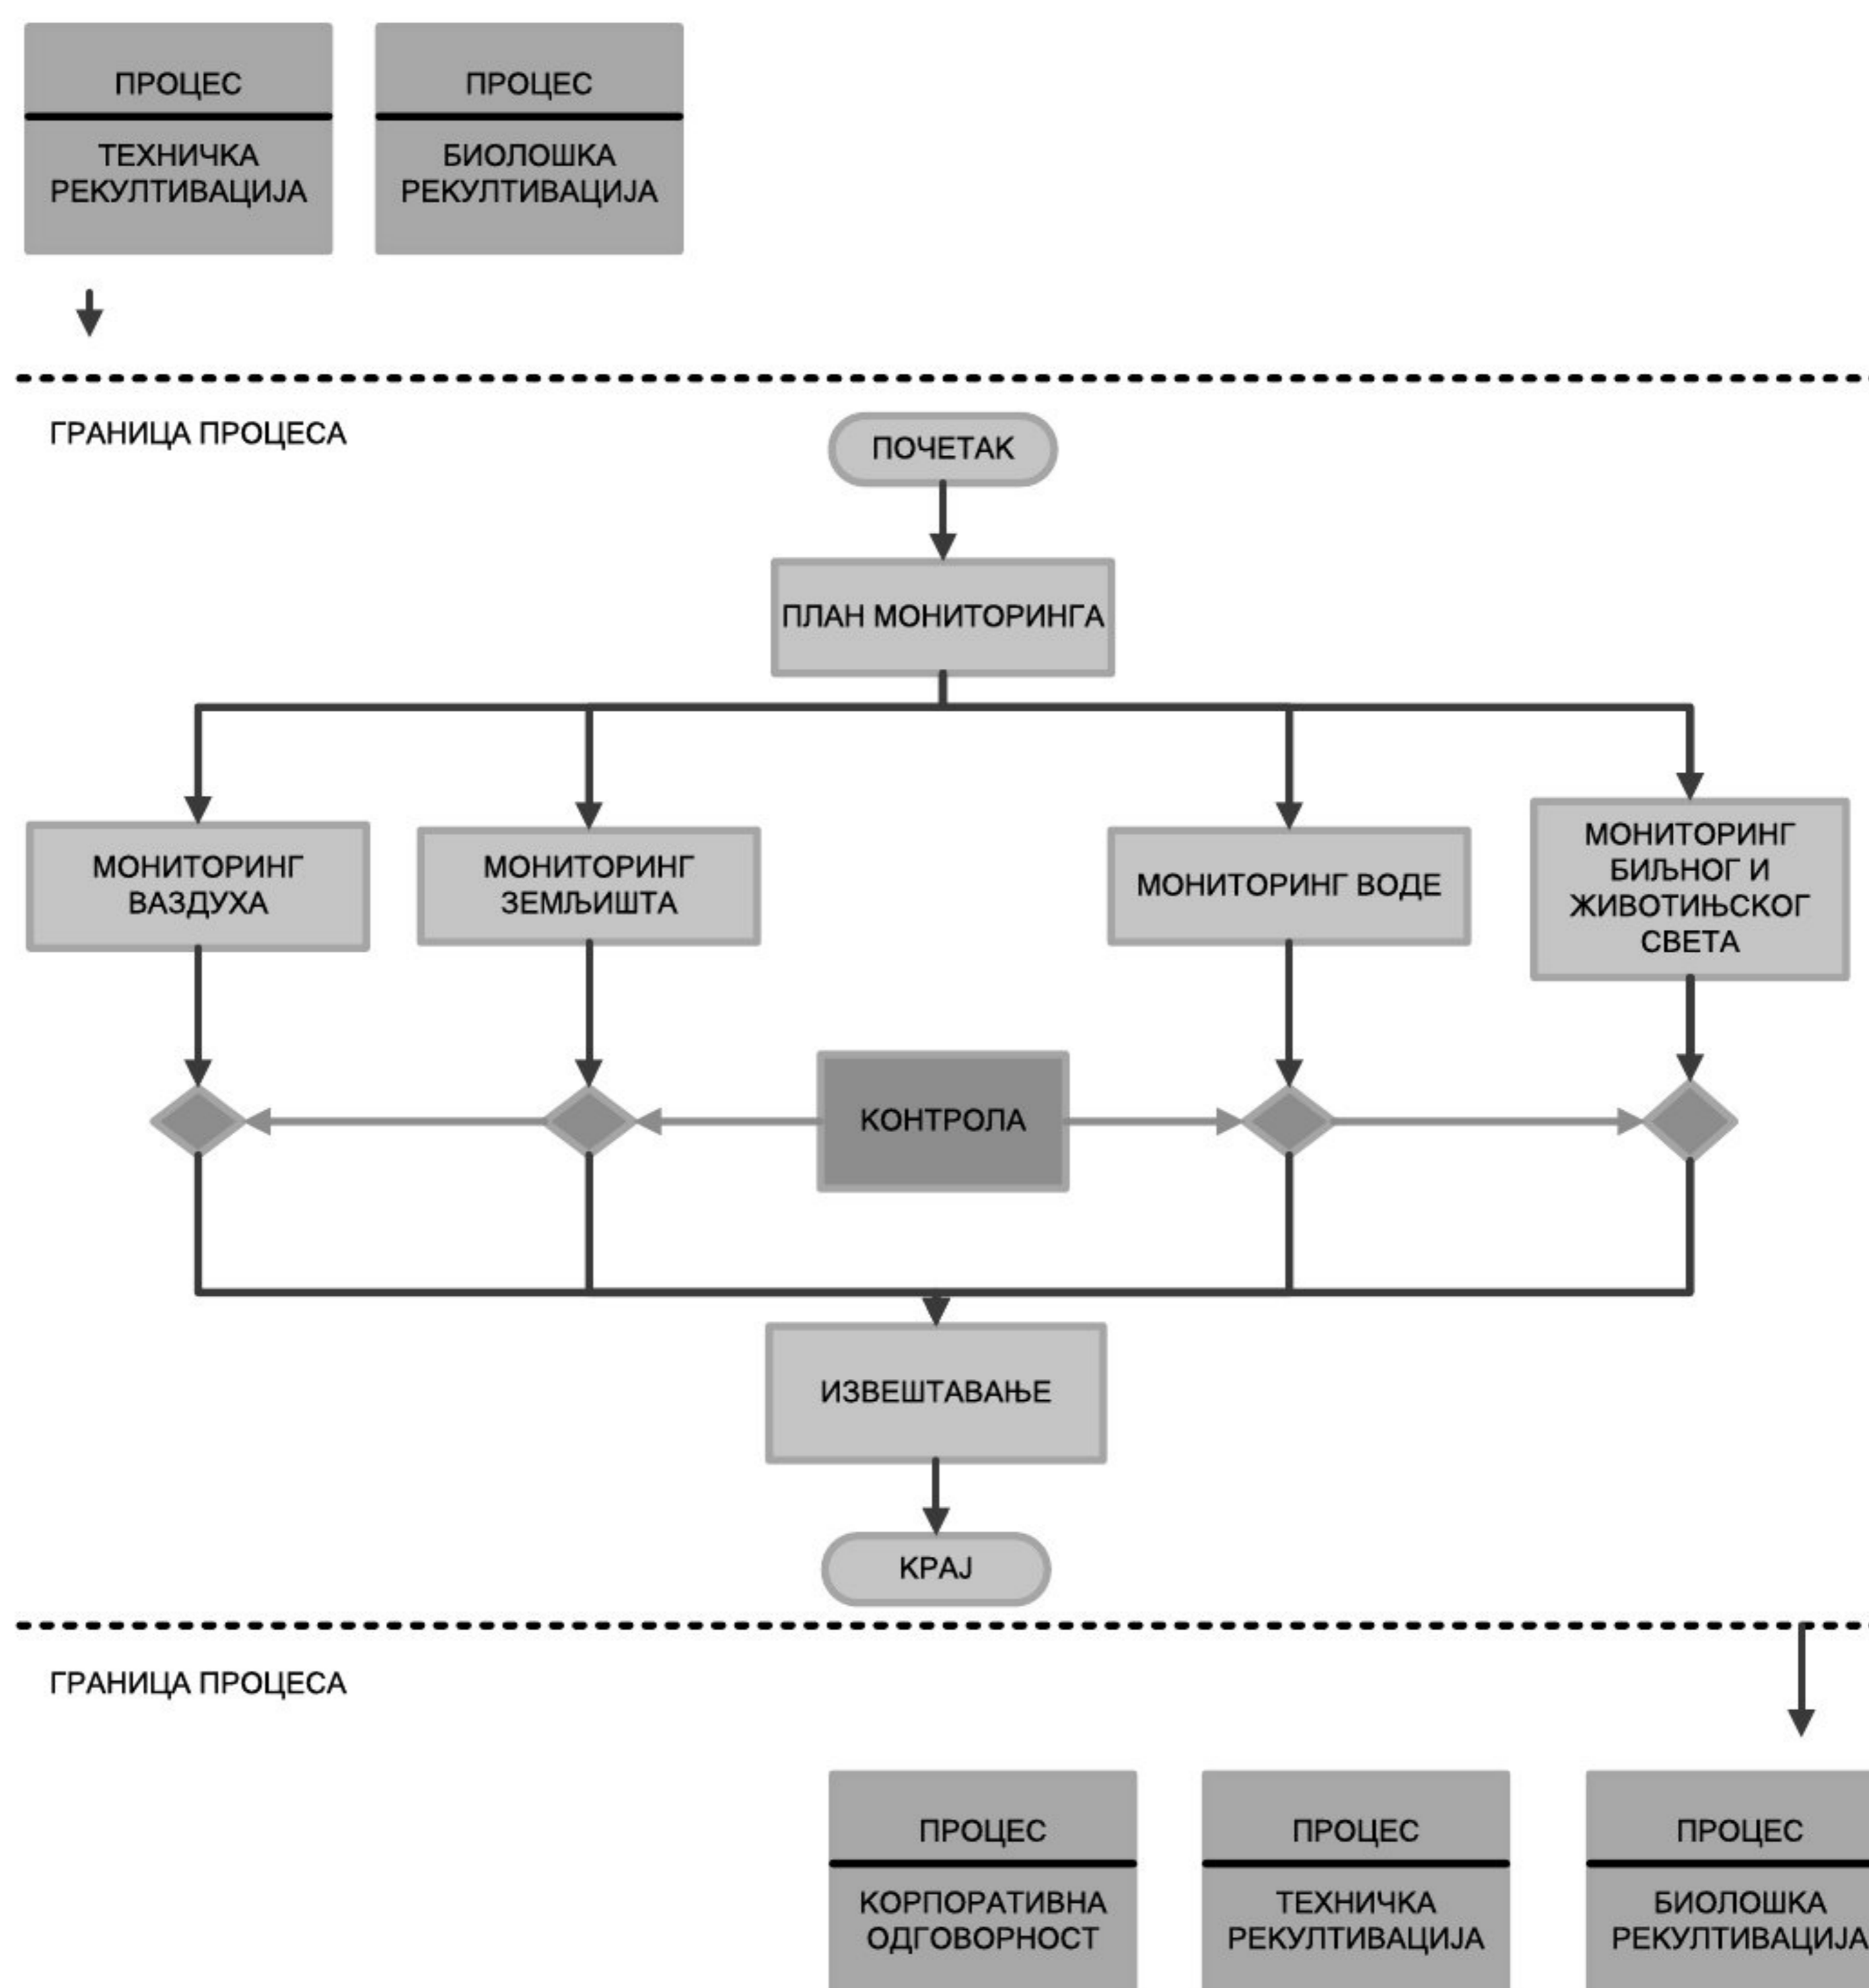 ПРОЦЕС
ТЕХНИЧКА
РЕКУЛТИВАЦИЈА
ПРОЦЕС
БИОЛОШКА
РЕКУЛТИВАЦИЈА
ГРАНИЦА ПРОЦЕСА
ПОЧЕТАК
ПЛАН МОНИТОРИНГА
МОНИТОРИНГ
ВАЗДУХА
МОНИТОРИНГ
ЗЕМЉИШТА
МОНИТОРИНГ ВОДЕ
МОНИТОРИНГ
БИЉНОГ И
ЖИВОТИЊСКОГ
СВЕТА
КОНТРОЛА
ИЗВЕШТАВАЊЕ
КРАЈ
ГРАНИЦА ПРОЦЕСА
ПРОЦЕС
КОРПОРАТИВНА
ОДГОВОРНОСТ
ПРОЦЕС
ТЕХНИЧКА
РЕКУЛТИВАЦИЈА
ПРОЦЕС
БИОЛОШКА
РЕКУЛТИВАЦИЈА